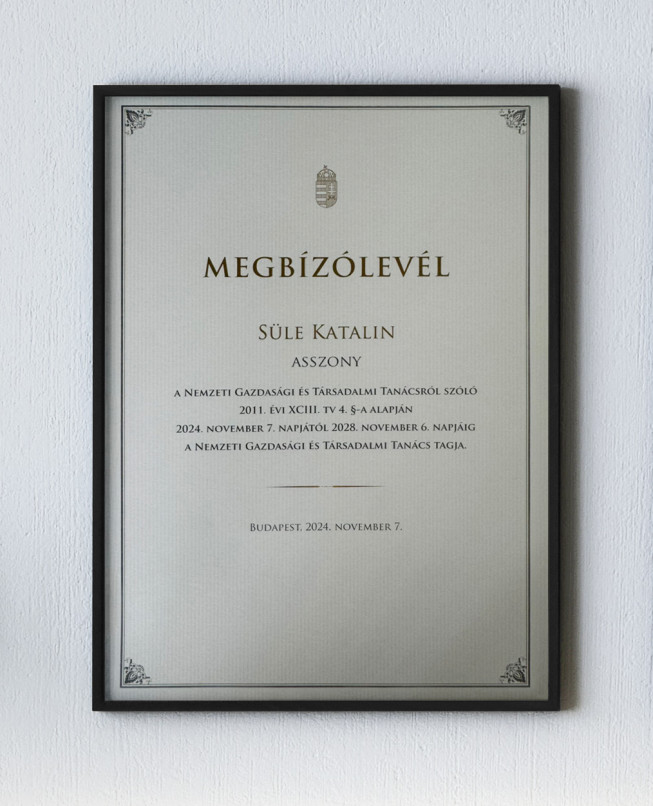 MEGBÍZÓLEVÉL
SÜLE KATALIN
ASSZONY
A NEMZETI GAZDASÁGI ÉS TÁRSADALMI TANÁCSRÓL SZÓLÓ
2011. ÉVI XCIII. TV 4. §-A ALAPJÁN
2024. NOVEMBER 7. NAPJÁTÓL 2028. NOVEMBER 6. NAPJÁIG
A NEMZETI GAZDASÁGI ÉS TÁRSADALMI TANÁCS TAGJA.
BUDAPEST, 2024. NOVEMBER 7.